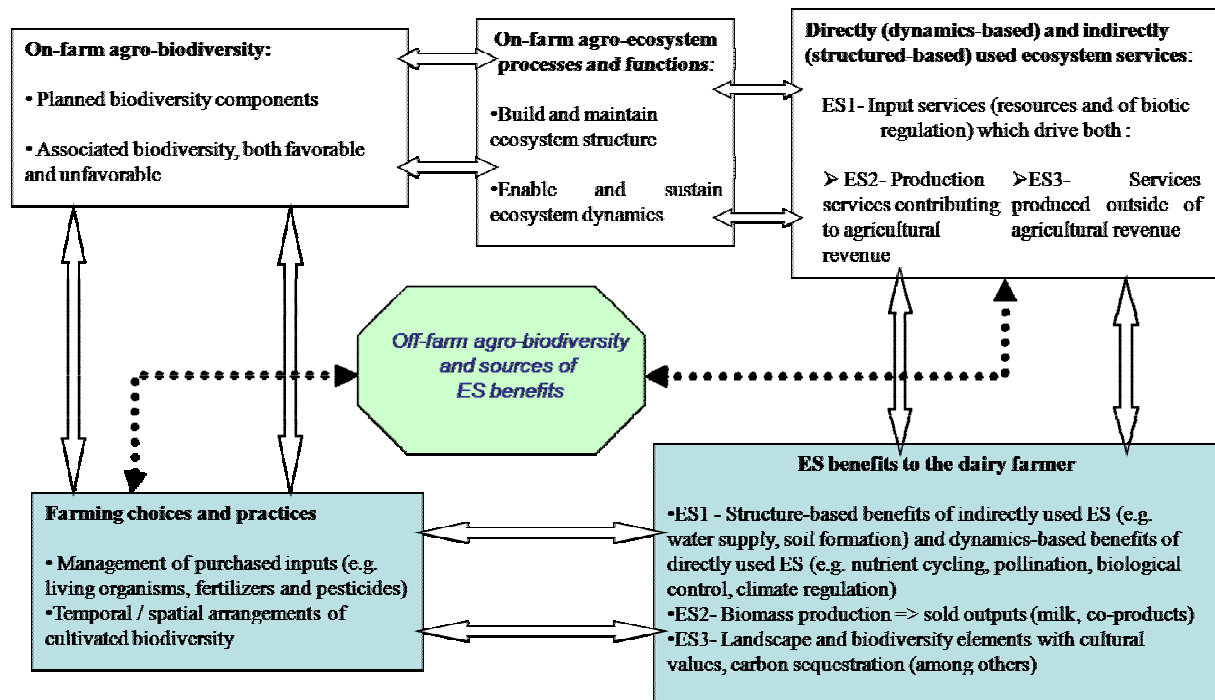 On-farm agro-biodiversity:
• Planned biodiversity components
• Associated biodiversity, both favorable
and unfavorable
On-farm agro-ecosystem
processes and functions:
•Build and maintain
ecosystem structure
•Enable and sustain
ecosystem dynamics
Directly (dynamics-based) and indirectly
(structured-based) used ecosystem services:
ES1- Input services (resources and of biotic
regulation) which drive both :
➢ ES2- Production
services contributing
to agricultural
revenue
➢ES3- Services
produced outside of
agricultural revenue
Off-farm agro-biodiversity
and sources of
ES benefits
Farming choices and practices
• Management of purchased inputs (e.g.
living organisms, fertilizers and pesticides)
•Temporal / spatial arrangements of
cultivated biodiversity
ES benefits to the dairy farmer
•ES1 - Structure-based benefits of indirectly used ES (e.g.
water supply, soil formation) and dynamics-based benefits of
directly used ES (e.g. nutrient cycling, pollination, biological
control, climate regulation)
•ES2- Biomass production => sold outputs (milk, co-products)
•ES3- Landscape and biodiversity elements with cultural
values, carbon sequestration (among others)